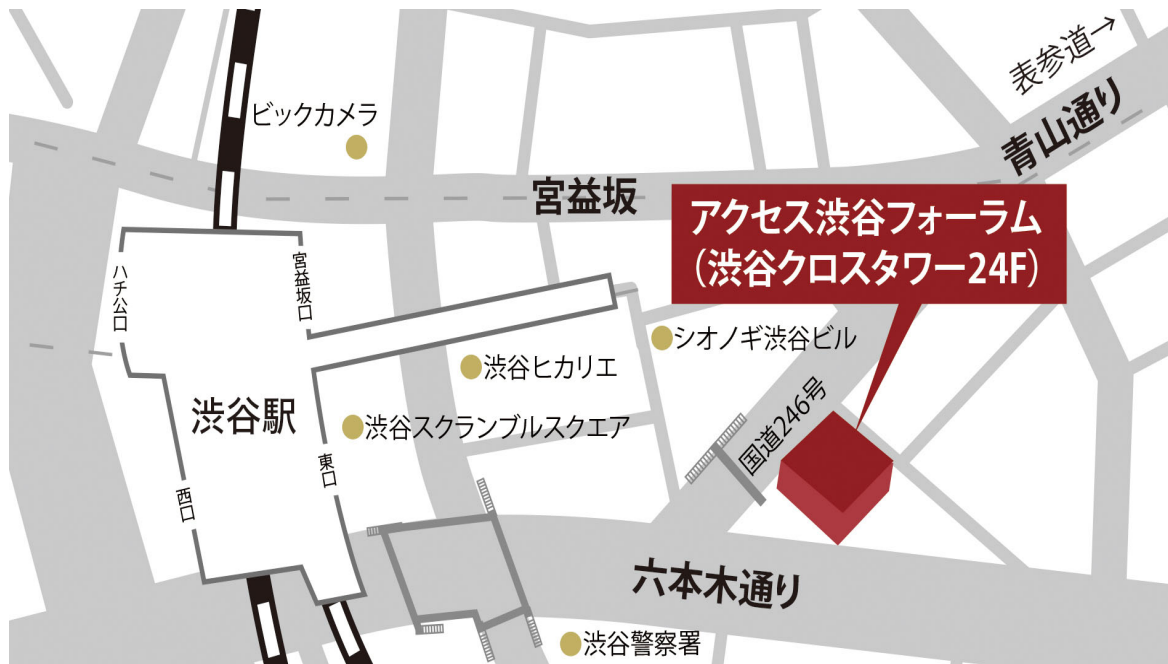 表参道→
ビックカメラ
青山通り
宮益坂
アクセス渋谷フォーラム
（渋谷クロスタワー24F）
ハチ公口
宮益坂口
シオノギ渋谷ビル
渋谷ヒカリエ
渋谷駅
渋谷スクランブルスクエア
国道246号
東口
西口
六本木通り
渋谷警察署